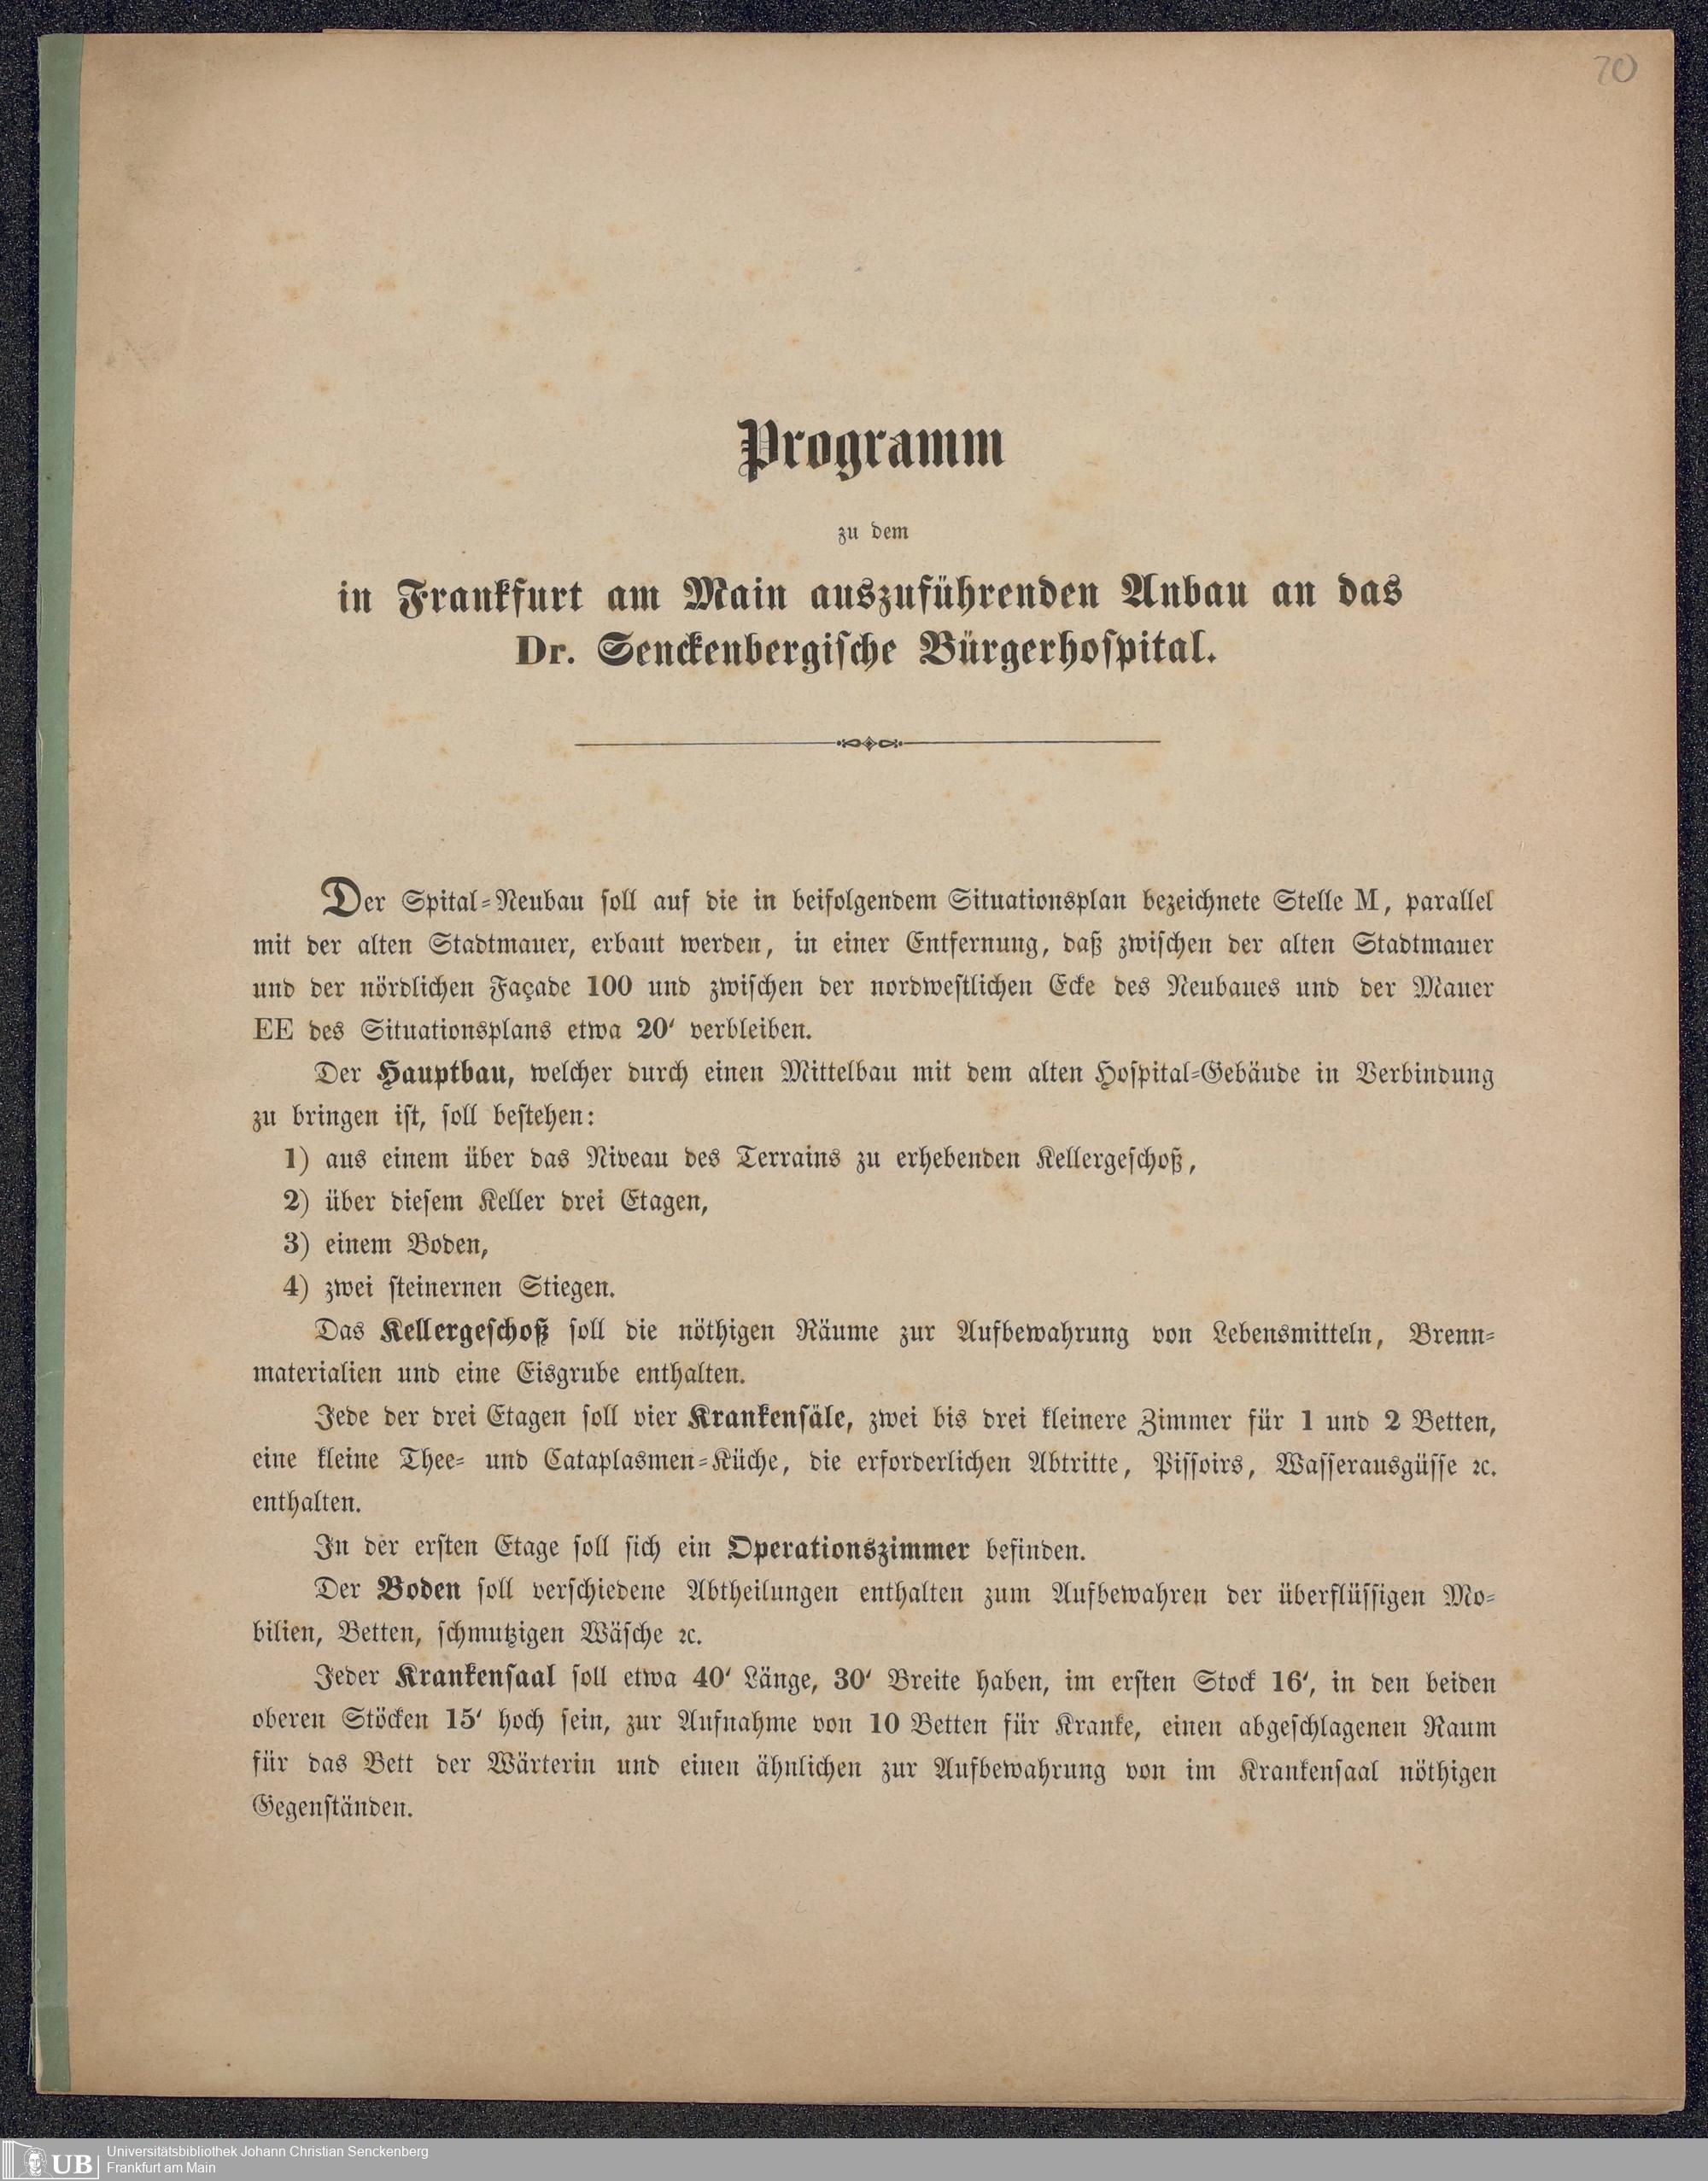 70
Programm
zu dem
in Frankfurt am Main auszuführenden Anbau an das
Dr. Senckenbergische Bürgerhospital.
Der Spital-Neubau soll auf die in beifolgendem Situationsplan bezeichnete Stelle M, parallel
mit der alten Stadtmauer, erbaut werden, in einer Entfernung, daß zwischen der alten Stadtmauer
und der nördlichen Façade 100 und zwischen der nordwestlichen Ecke des Neubaues und der Mauer
EE des Situationsplans etwa 20' verbleiben.
Der Hauptbau, welcher durch einen Mittelbau mit dem alten Hospital-Gebäude in Verbindung
zu bringen ist, soll bestehen:
1) aus einem über das Niveau des Terrains zu erhebenden Kellergeschoß,
2) über diesem Keller drei Etagen,
3) einem Boden,
4) zwei steinernen Stiegen.
Das Kellergeschoß soll die nöthigen Räume zur Aufbewahrung von Lebensmitteln, Brenn-
materialien und eine Eisgrube enthalten.
Jede der drei Etagen soll vier Krankensäle, zwei bis drei kleinere Zimmer für 1 und 2 Betten,
eine kleine Thee- und Cataplasmen-Küche, die erforderlichen Abtritte, Pissoirs, Wasserausgüsse ꝛc.
enthalten.
In der ersten Etage soll sich ein Operationszimmer befinden.
Der Boden soll verschiedene Abtheilungen enthalten zum Aufbewahren der überflüssigen Mo-
bilien, Betten, schmutzigen Wäsche ꝛc.
Jeder Krankensaal soll etwa 40' Länge, 30' Breite haben, im ersten Stock 16', in den beiden
oberen Stöcken 15' hoch sein, zur Aufnahme von 10 Betten für Kranke, einen abgeschlagenen Raum
für das Bett der Wärterin und einen ähnlichen zur Aufbewahrung von im Krankensaal nöthigen
Gegenständen.
UB
Universitätsbibliothek Johann Christian Senckenberg
Frankfurt am Main